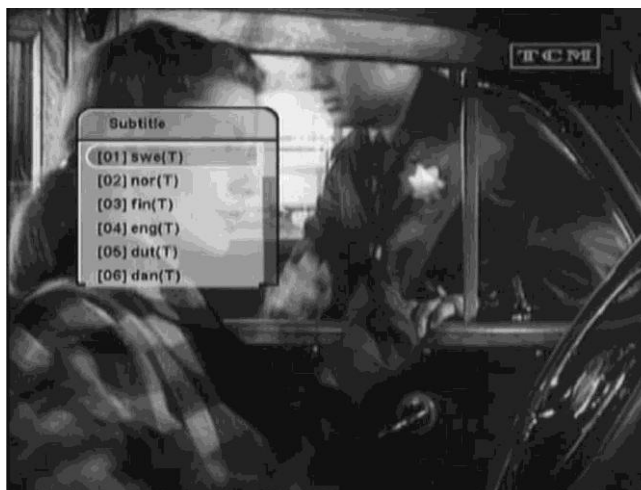 TCM
Subtitle
[01] swe(T)
[02] nor(T)
[03] fin(T)
[04] eng(T)
[05] dut(T)
[06] dan(T)